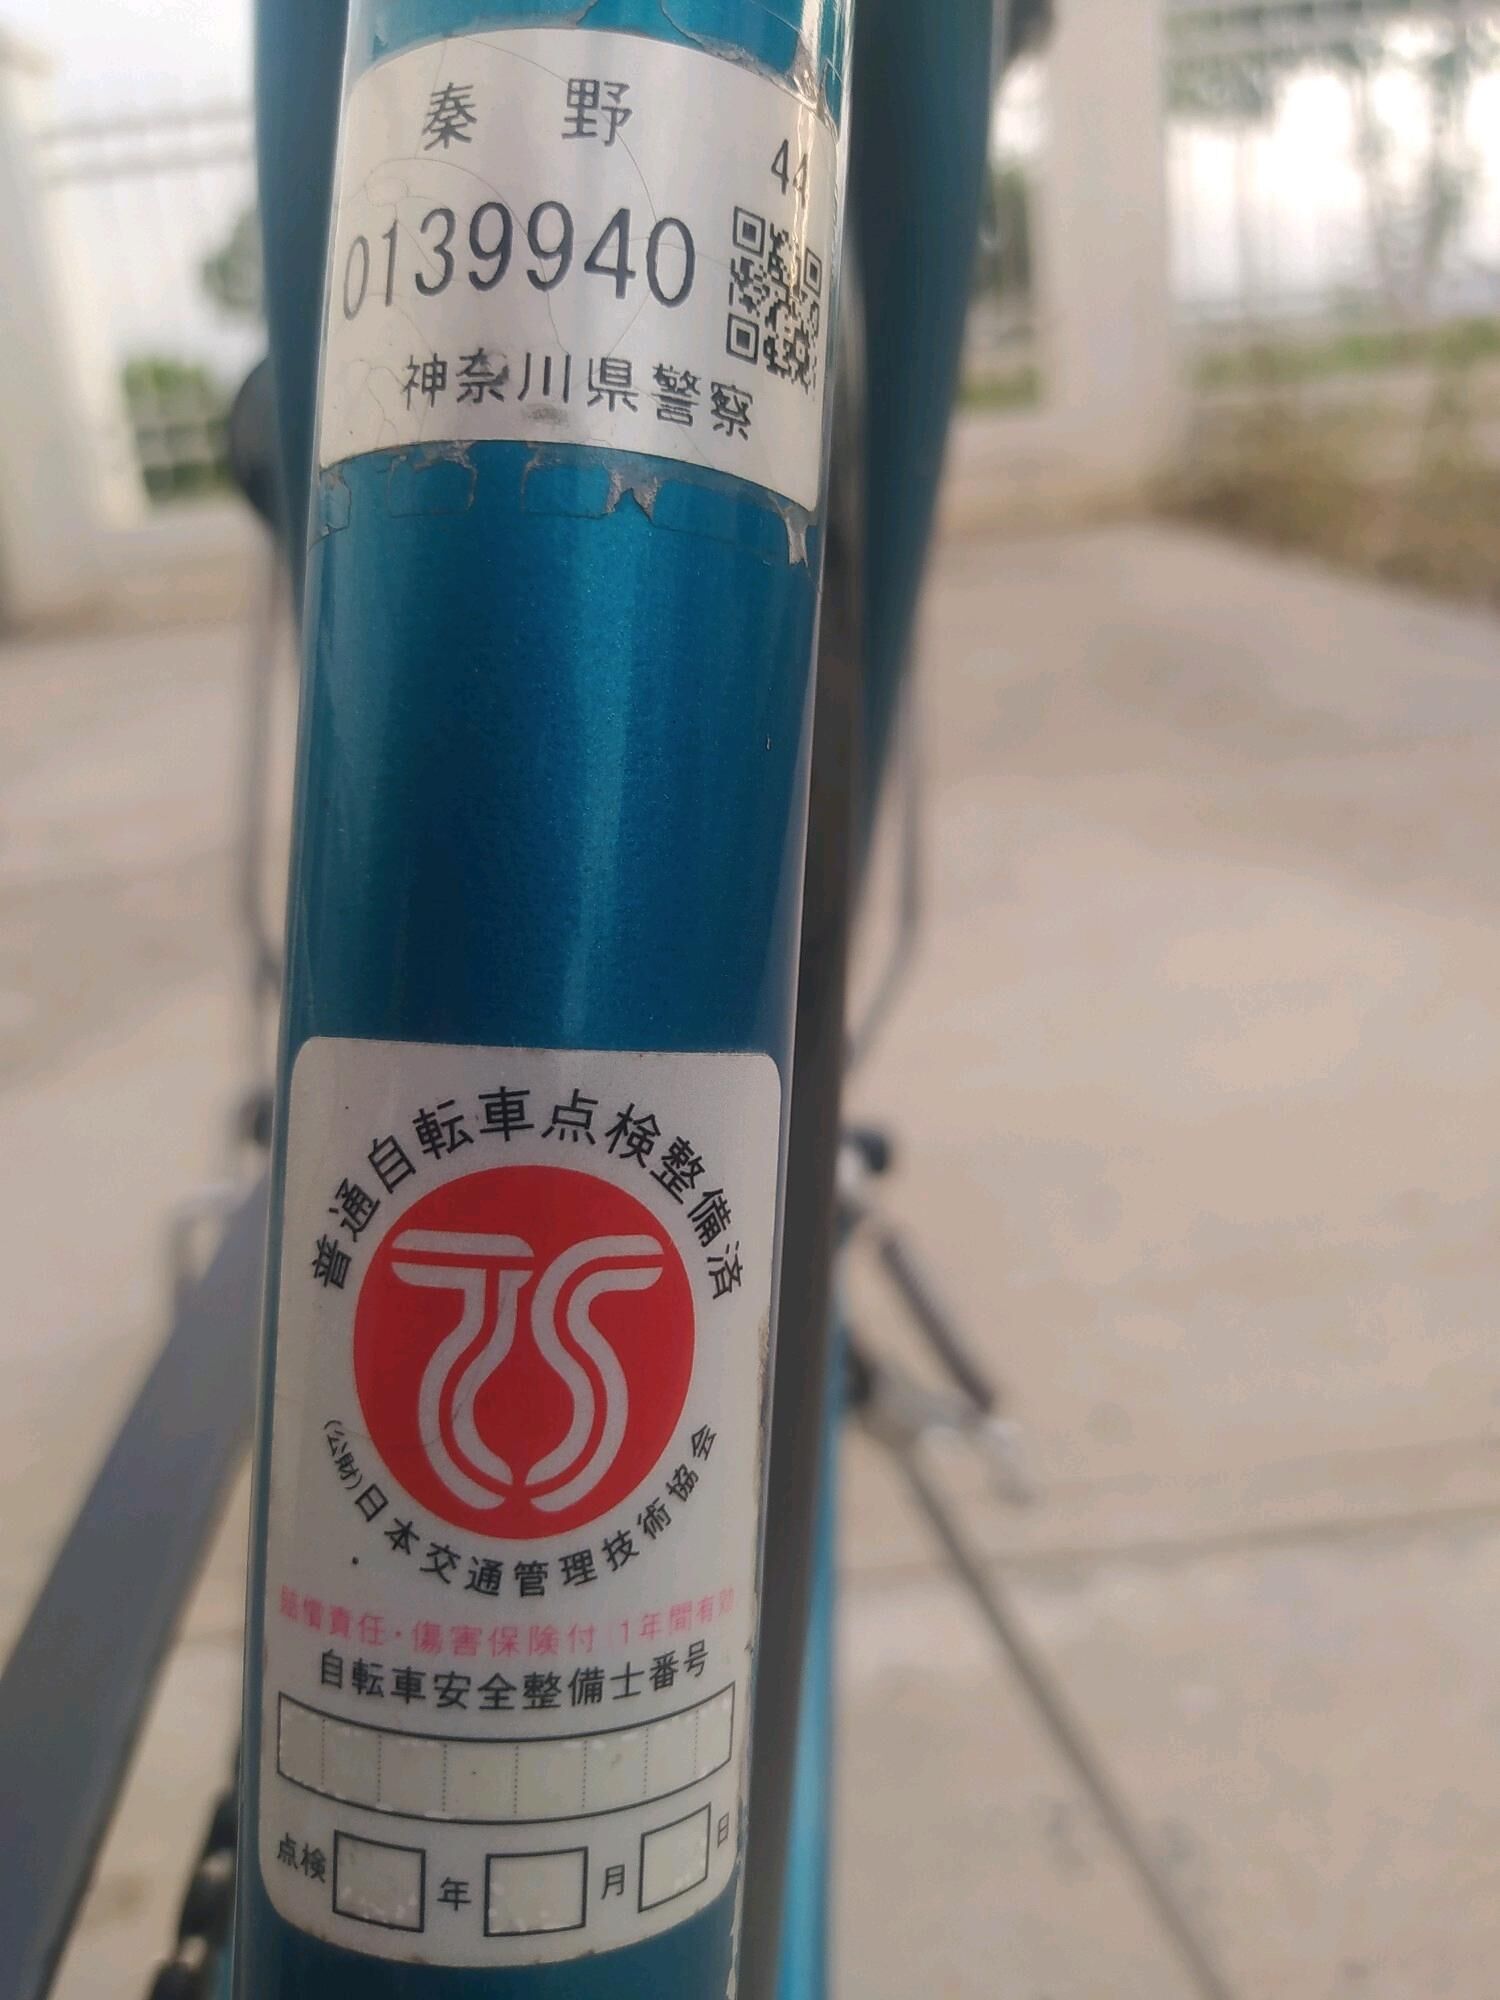 秦野
44
0139940
神奈川県警察
普通自転車点検整備済
TS
(公財)日本交通管理技術協会
賠償責任・傷害保険付 1年間有効
自転車安全整備士番号
点検 年 月 日